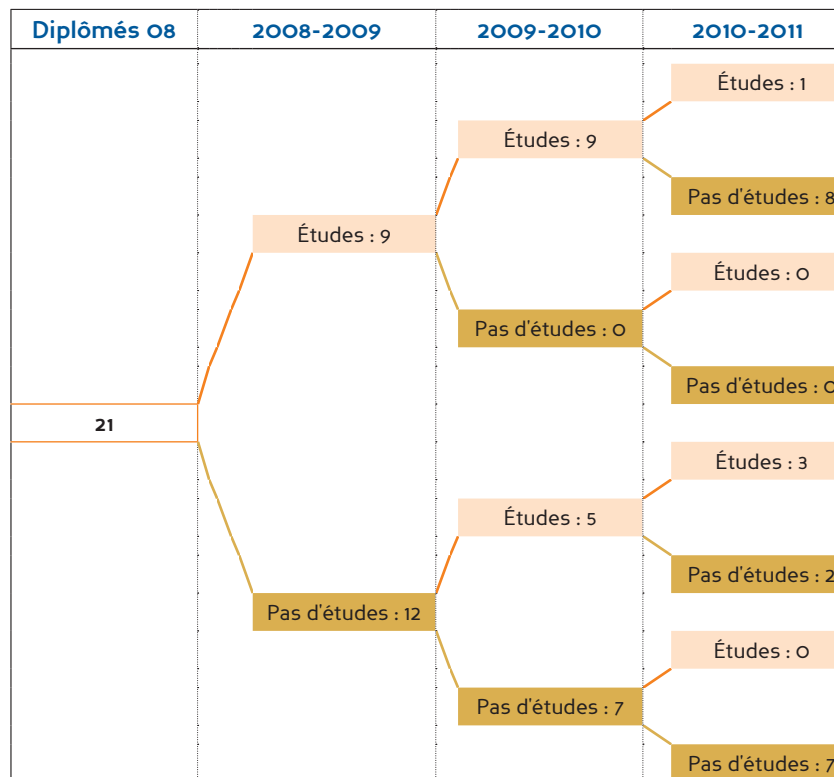 Diplômés 08 2008-2009 2009-2010 2010-2011
Études : 1
Études : 9
Pas d'études : 8
Études : 9
Études : 0
Pas d'études : 0
Pas d'études : 0
21
Études : 3
Études : 5
Pas d'études : 2
Pas d'études : 12
Études : 0
Pas d'études : 7
Pas d'études : 7